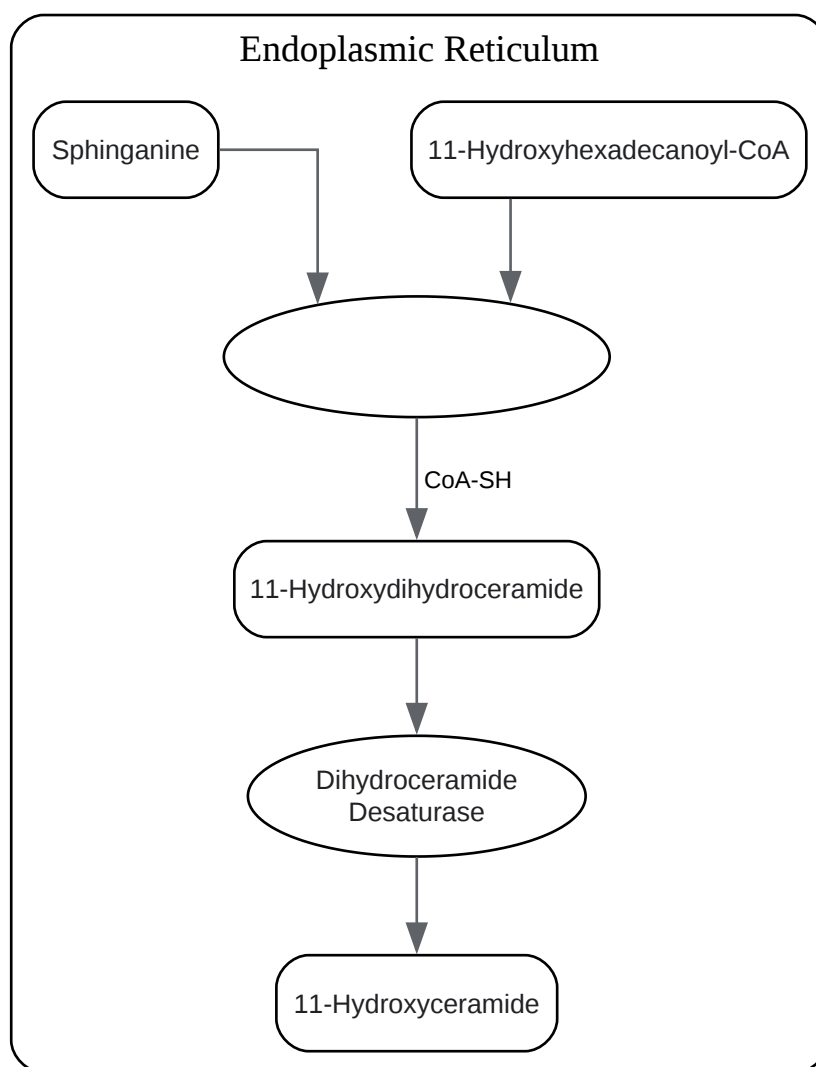 Endoplasmic Reticulum
Sphinganine
11-Hydroxyhexadecanoyl-CoA
CoA-SH
11-Hydroxydihydroceramide
Dihydroceramide
Desaturase
11-Hydroxyceramide